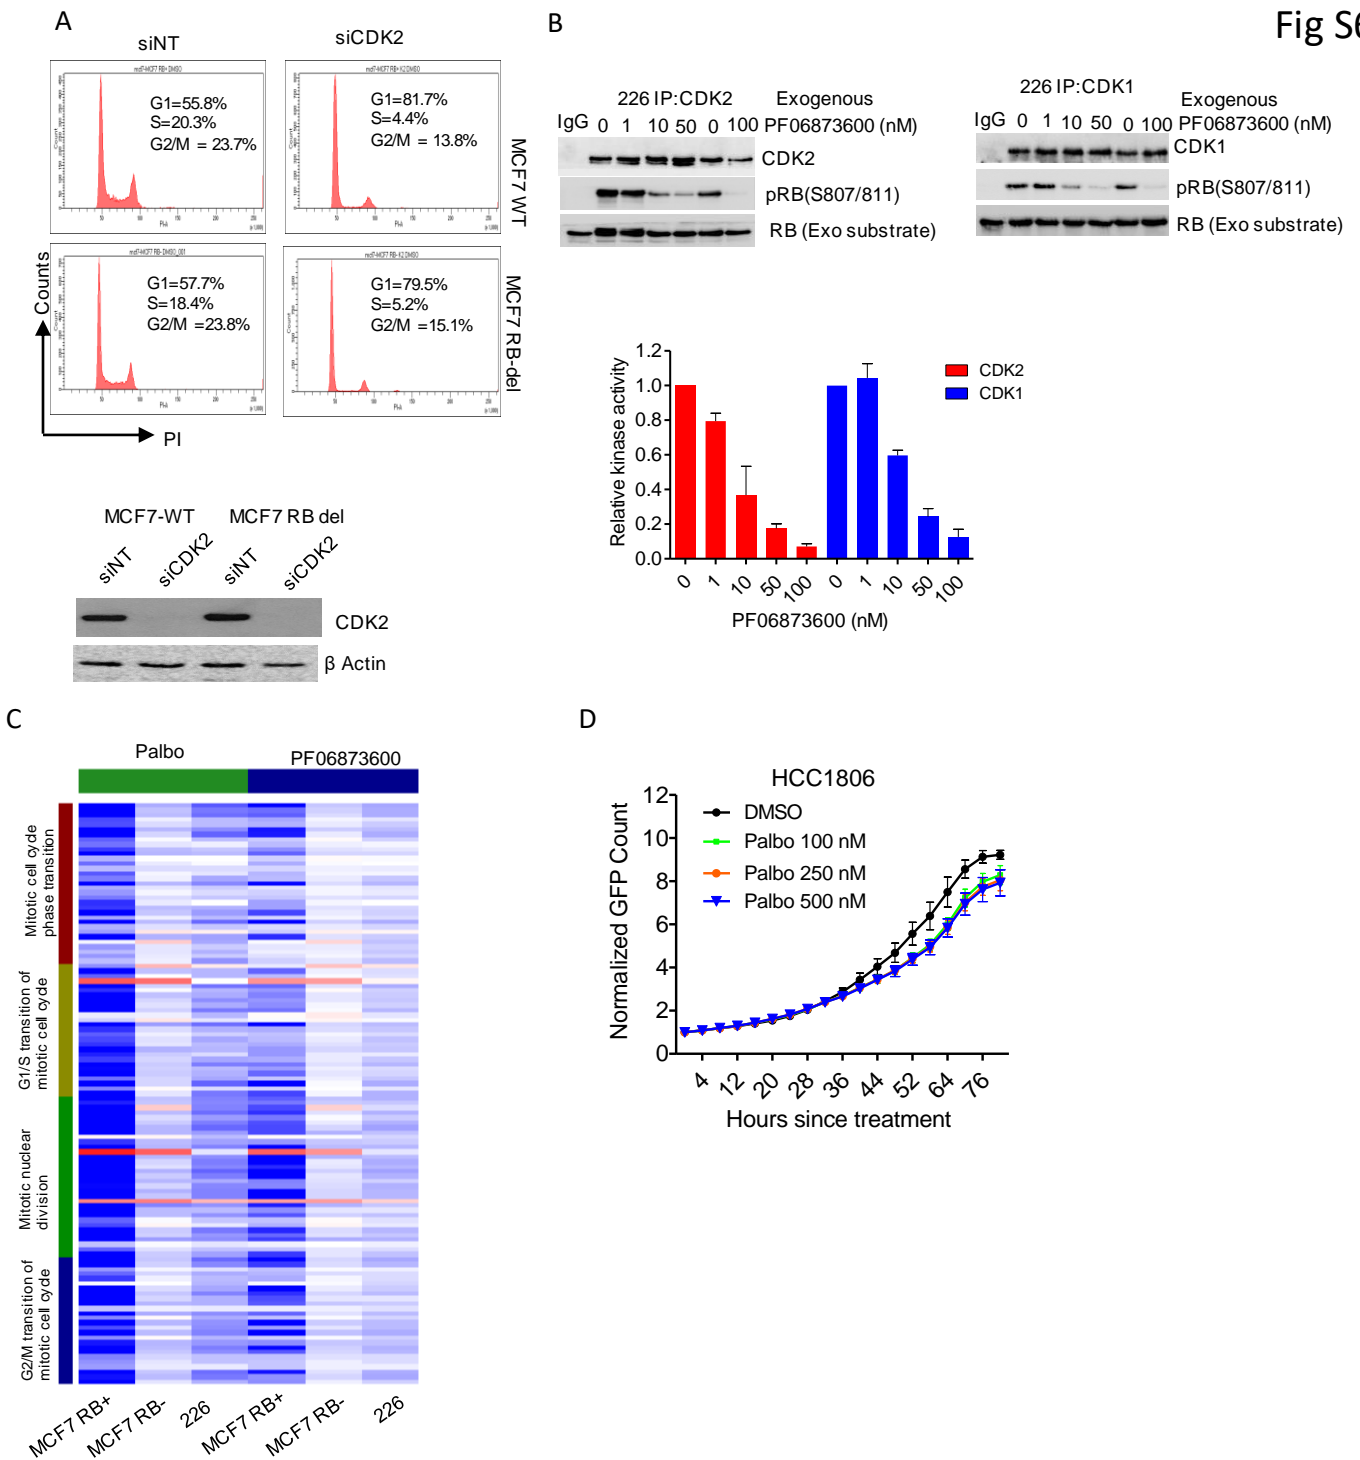 Fig S6
A
siNT
siCDK2
mcf7-MCF7 RB+ DMSO
G1=55.8%
S=20.3%
G2/M = 23.7%
G1=81.7%
S=4.4%
G2/M = 13.8%
MCF7 WT
G1=57.7%
S=18.4%
G2/M =23.8%
G1=79.5%
S=5.2%
G2/M =15.1%
MCF7 RB-del
Counts
PI
MCF7-WT
MCF7 RB del
siNT
siCDK2
siNT
siCDK2
CDK2
β Actin
B
226 IP:CDK2
Exogenous
IgG 0 1 10 50 0 100 PF06873600 (nM)
CDK2
pRB(S807/811)
RB (Exo substrate)
226 IP:CDK1
Exogenous
IgG 0 1 10 50 0 100 PF06873600 (nM)
CDK1
pRB(S807/811)
RB (Exo substrate)
Relative kinase activity
1.2
1.0
0.8
0.6
0.4
0.2
0.0
CDK2
CDK1
0 1 10 50 100 0 1 10 50 100
PF06873600 (nM)
C
Palbo
PF06873600
Mitotic cell cycle
phase transition
G1/S transition of
mitotic cell cycle
Mitotic nuclear
division
G2/M transition of
mitotic cell cycle
MCF7 RB+
MCF7 RB-
226
MCF7 RB+
MCF7 RB-
226
D
HCC1806
Normalized GFP Count
12
10
8
6
4
2
0
DMSO
Palbo 100 nM
Palbo 250 nM
Palbo 500 nM
4 12 20 28 36 44 52 64 76
Hours since treatment